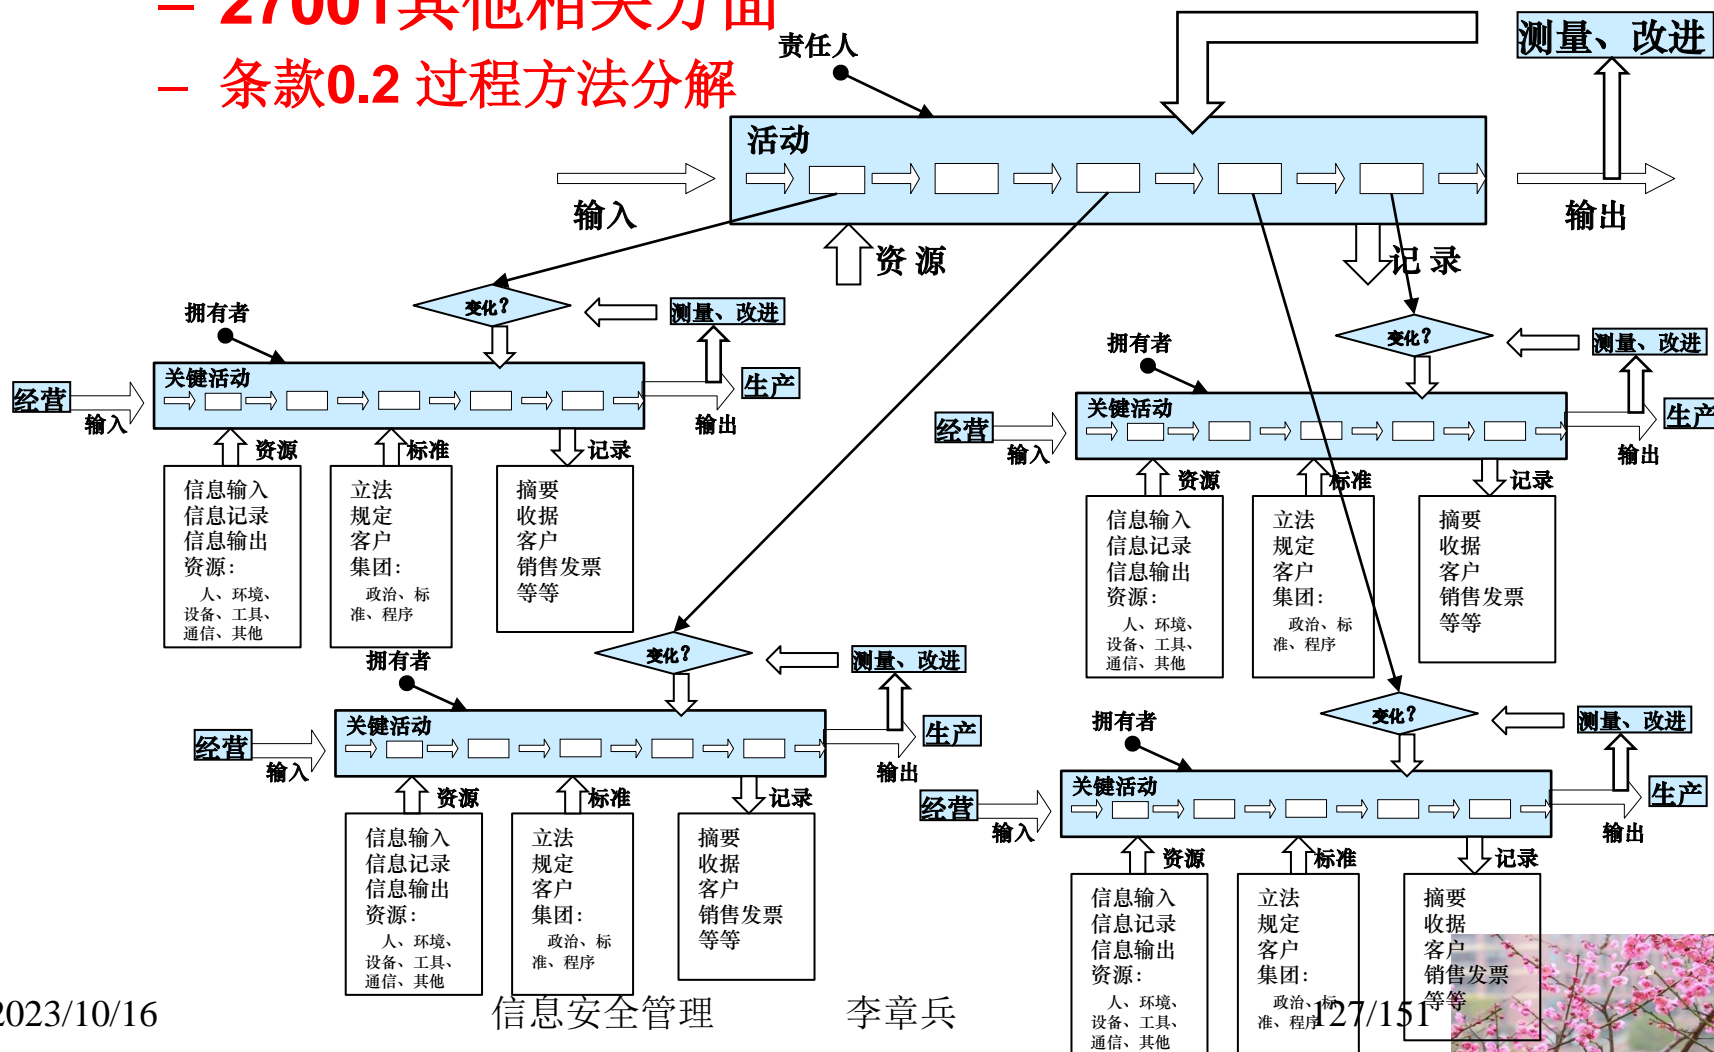 – 27001其他相关方面
– 条款0.2 过程方法分解
责任人
测量、改进
活动
输入
输出
资 源
记 录
变化?
测量、改进
拥有者
关键活动
经营
输入
生产
输出
资源
标准
记录
信息输入
信息记录
信息输出
资源:
人、环境、
设备、工具、
通信、其他
立法
规定
客户
集团:
政治、标
准、程序
摘要
收据
客户
销售发票
等等
变化?
测量、改进
拥有者
关键活动
经营
输入
生产
输出
资源
标准
记录
信息输入
信息记录
信息输出
资源:
人、环境、
设备、工具、
通信、其他
立法
规定
客户
集团:
政治、标
准、程序
摘要
收据
客户
销售发票
等等
变化?
测量、改进
拥有者
关键活动
经营
输入
生产
输出
资源
标准
记录
信息输入
信息记录
信息输出
资源:
人、环境、
设备、工具、
通信、其他
立法
规定
客户
集团:
政治、标
准、程序
摘要
收据
客户
销售发票
等等
变化?
测量、改进
拥有者
关键活动
经营
输入
生产
输出
资源
标准
记录
信息输入
信息记录
信息输出
资源:
人、环境、
设备、工具、
通信、其他
立法
规定
客户
集团:
政治、标
准、程序
摘要
收据
客户
销售发票
等等
2023/10/16
信息安全管理
李章兵
127/151